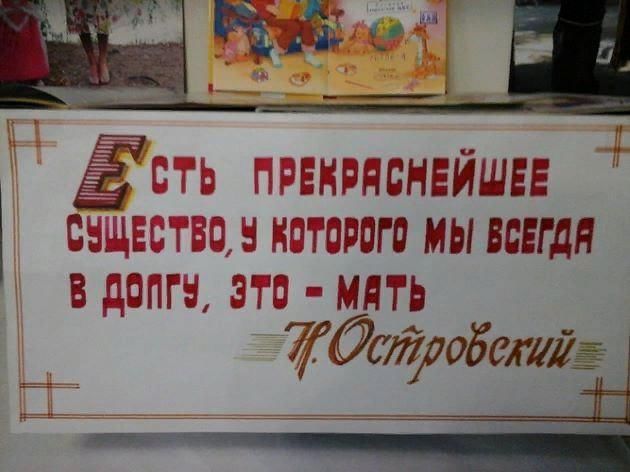 Есть прекраснейшее
существо, у которого мы всегда
в долгу, это - мать
Н. Островский